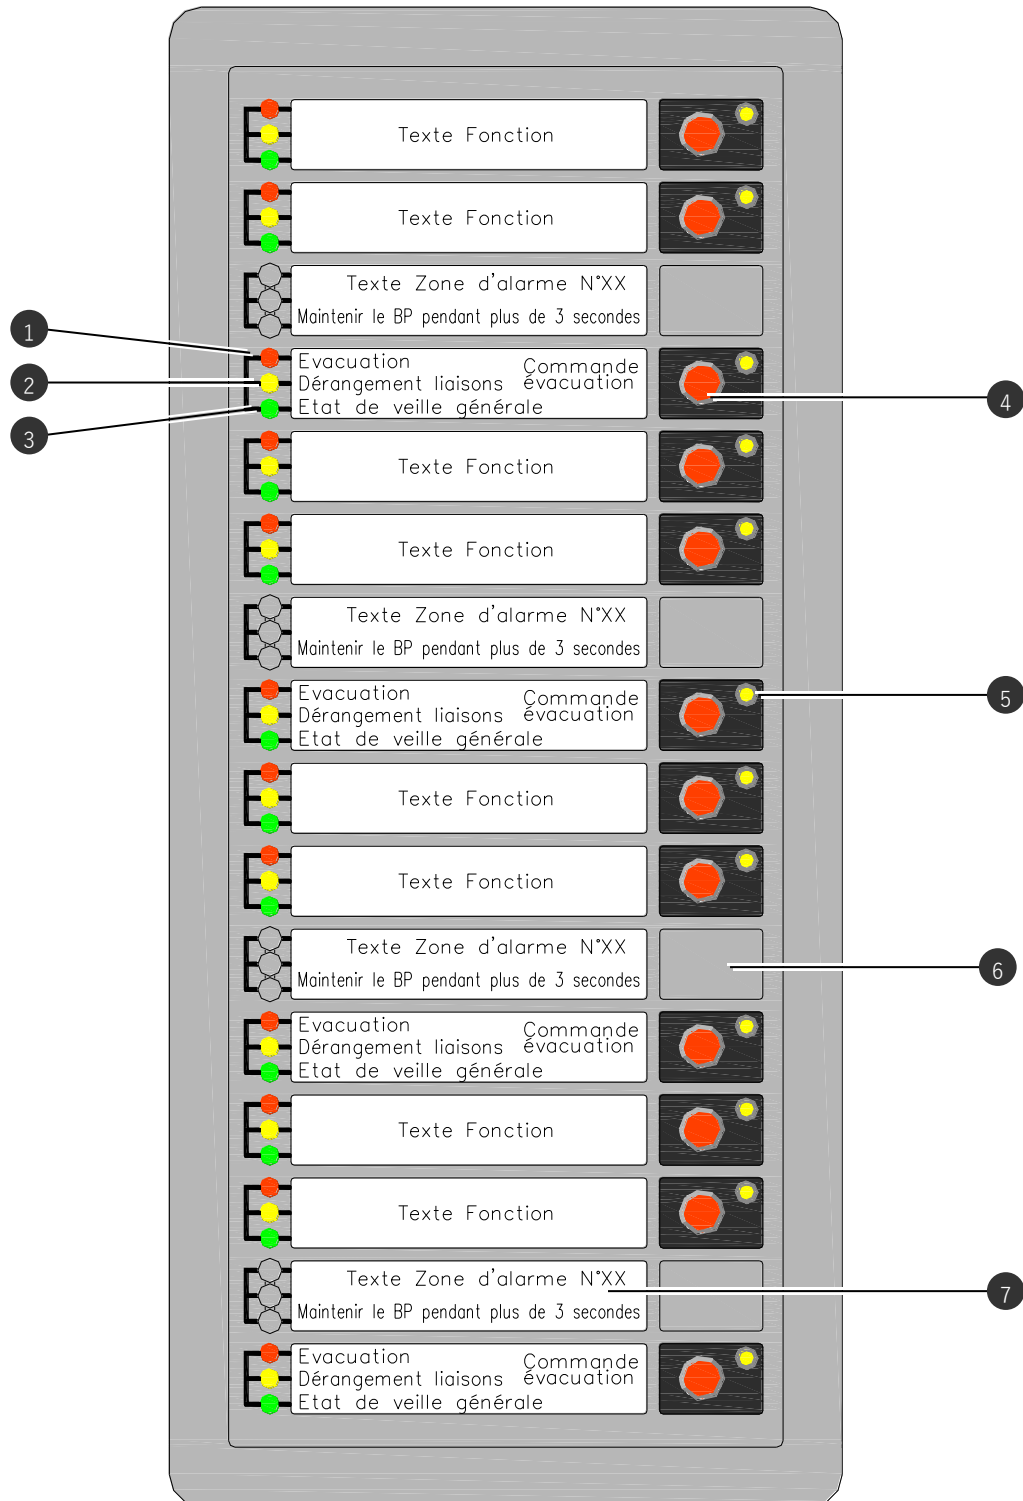 Texte Fonction
Texte Fonction
Texte Zone d'alarme N°XX
Maintenir le BP pendant plus de 3 secondes
1
Evacuation
Commande
2
Dérangement liaisons
évacuation
4
3
Etat de veille générale
Texte Fonction
Texte Fonction
Texte Zone d'alarme N°XX
Maintenir le BP pendant plus de 3 secondes
Evacuation
Commande
5
Dérangement liaisons
évacuation
Etat de veille générale
Texte Fonction
Texte Fonction
Texte Zone d'alarme N°XX
6
Maintenir le BP pendant plus de 3 secondes
Evacuation
Commande
Dérangement liaisons
évacuation
Etat de veille générale
Texte Fonction
Texte Fonction
Texte Zone d'alarme N°XX
7
Maintenir le BP pendant plus de 3 secondes
Evacuation
Commande
Dérangement liaisons
évacuation
Etat de veille générale